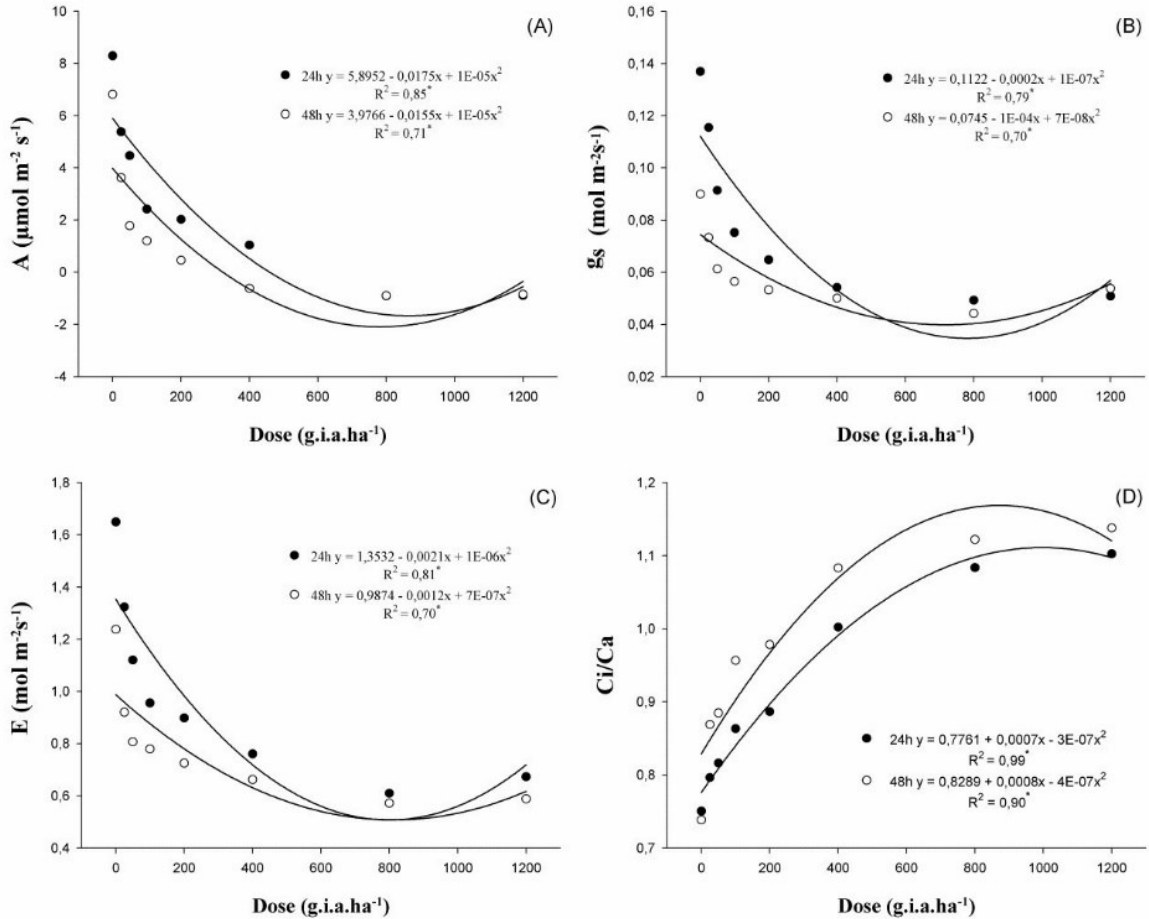 (A)
10
8
6
4
2
0
-2
-4
A (µmol m⁻² s⁻¹)
24h y = 5,8952 - 0,0175x + 1E-05x²
R² = 0,85*
48h y = 3,9766 - 0,0155x + 1E-05x²
R² = 0,71*
0 200 400 600 800 1000 1200
Dose (g.i.a.ha⁻¹)
(B)
0,16
0,14
0,12
0,10
0,08
0,06
0,04
0,02
gs (mol m⁻²s⁻¹)
24h y = 0,1122 - 0,0002x + 1E-07x²
R² = 0,79*
48h y = 0,0745 - 1E-04x + 7E-08x²
R² = 0,70*
0 200 400 600 800 1000 1200
Dose (g.i.a.ha⁻¹)
(C)
1,8
1,6
1,4
1,2
1,0
0,8
0,6
0,4
E (mol m⁻²s⁻¹)
24h y = 1,3532 - 0,0021x + 1E-06x²
R² = 0,81*
48h y = 0,9874 - 0,0012x + 7E-07x²
R² = 0,70*
0 200 400 600 800 1000 1200
Dose (g.i.a.ha⁻¹)
(D)
1,2
1,1
1,0
0,9
0,8
0,7
Ci/Ca
24h y = 0,7761 + 0,0007x - 3E-07x²
R² = 0,99*
48h y = 0,8289 + 0,0008x - 4E-07x²
R² = 0,90*
0 200 400 600 800 1000 1200
Dose (g.i.a.ha⁻¹)